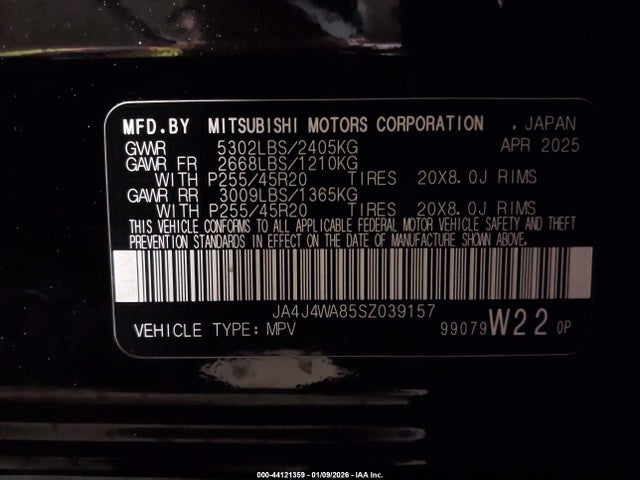 MFD.BY MITSUBISHI MOTORS CORPORATION . JAPAN
GVWR 5302LBS/2405KG APR 2025
GAWR FR 2668LBS/1210KG
WITH P255/45R20 TIRES 20X8.0J RIMS
GAWR RR 3009LBS/1365KG
WITH P255/45R20 TIRES 20X8.0J RIMS
THIS VEHICLE CONFORMS TO ALL APPLICABLE FEDERAL MOTOR VEHICLE SAFETY AND THEFT
PREVENTION STANDARDS IN EFFECT ON THE DATE OF MANUFACTURE SHOWN ABOVE.
JA4J4WA85SZ039157
VEHICLE TYPE: MPV 99079 W22 0P
000-44121359 - 01/09/2026 - IAA Inc.